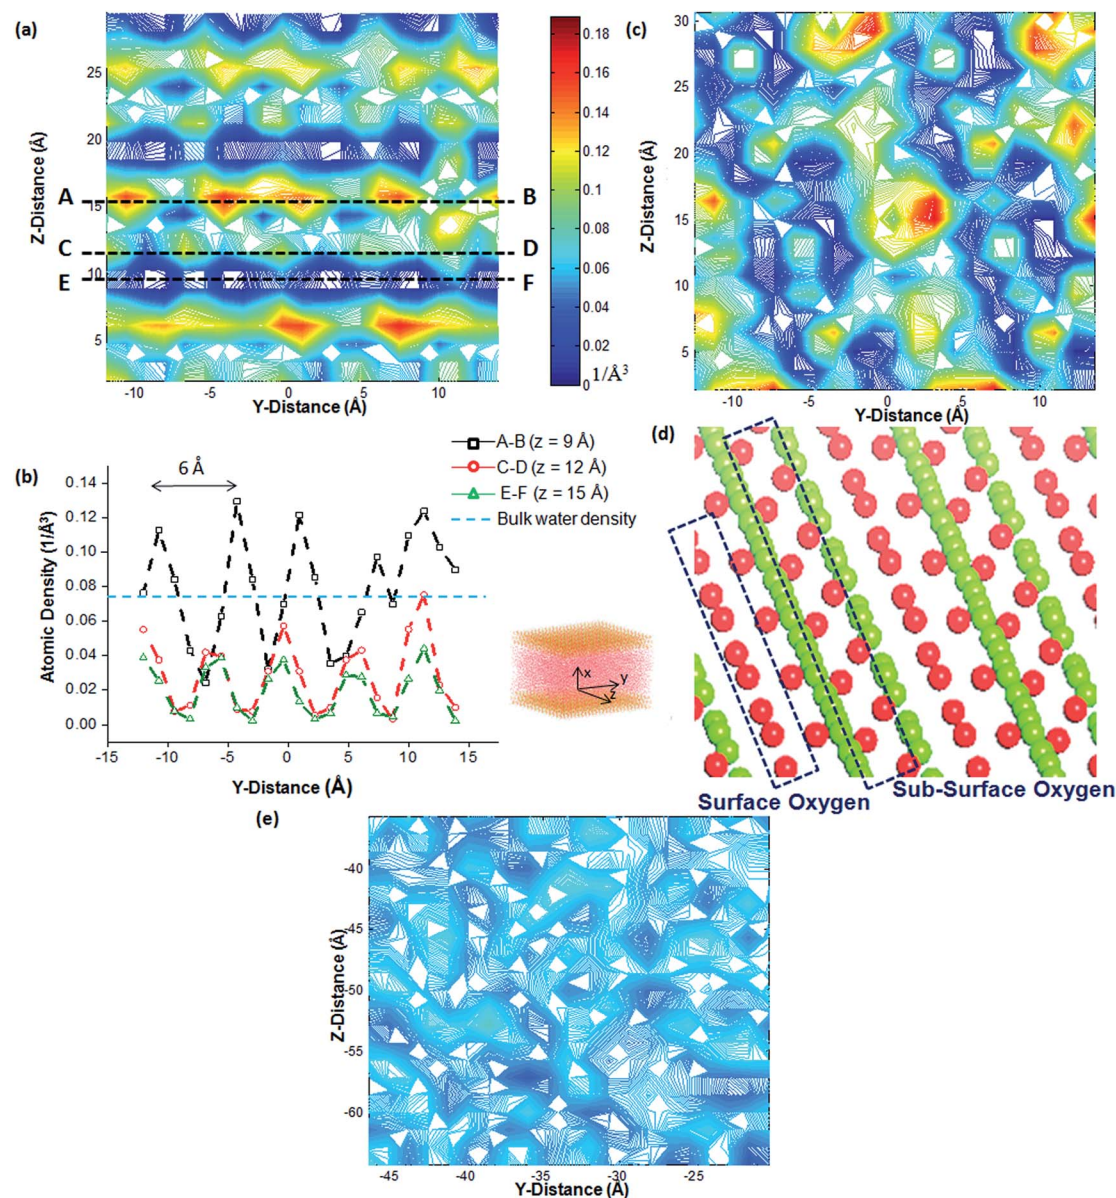 (a)
Z-Distance (Å)
25
20
15
10
5
A
B
C
D
E
F
-10
-5
0
5
10
Y-Distance (Å)
0.18
0.16
0.14
0.12
0.1
0.08
0.06
0.04
0.02
0
1/Å³
(c)
Z-Distance (Å)
30
25
20
15
10
5
-10
-5
0
5
10
Y-Distance (Å)
(b)
6 Å
A-B (z = 9 Å)
C-D (z = 12 Å)
E-F (z = 15 Å)
Bulk water density
Atomic Density (1/Å³)
0.14
0.12
0.10
0.08
0.06
0.04
0.02
0.00
-15
-10
-5
0
5
10
15
Y-Distance (Å)
x
y
z
(d)
Surface Oxygen
Sub-Surface Oxygen
(e)
Z-Distance (Å)
-40
-45
-50
-55
-60
-45
-40
-35
-30
-25
Y-Distance (Å)